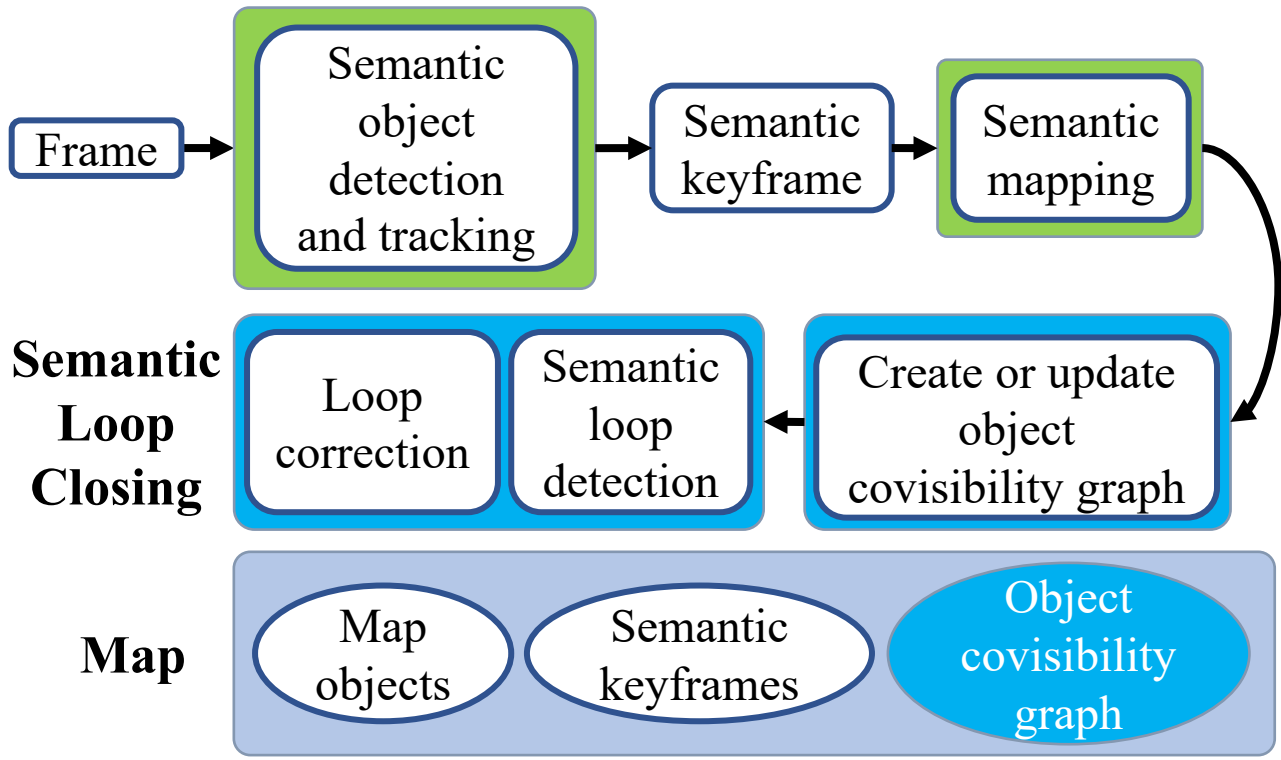 Frame
Semantic
object
detection
and tracking
Semantic
keyframe
Semantic
mapping
Semantic
Loop
Closing
Loop
correction
Semantic
loop
detection
Create or update
object
covisibility graph
Map
Map
objects
Semantic
keyframes
Object
covisibility
graph